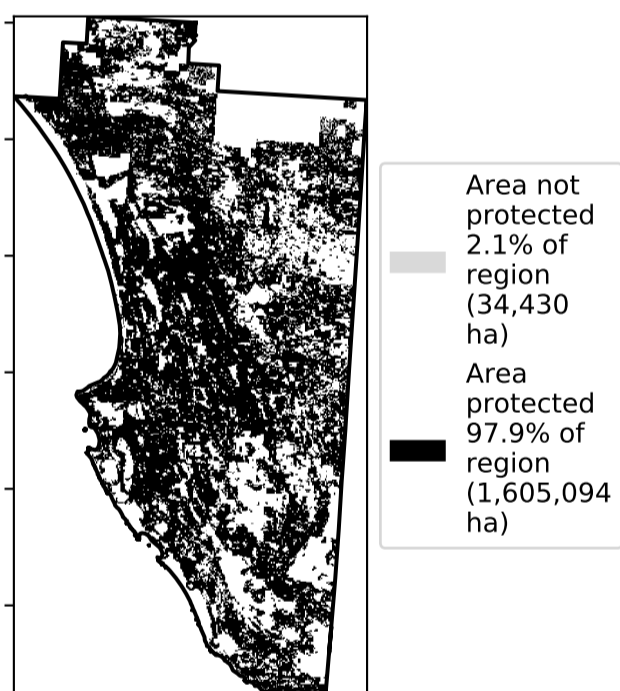 Area not
protected
2.1% of
region
(34,430
ha)
Area
protected
97.9% of
region
(1,605,094
ha)